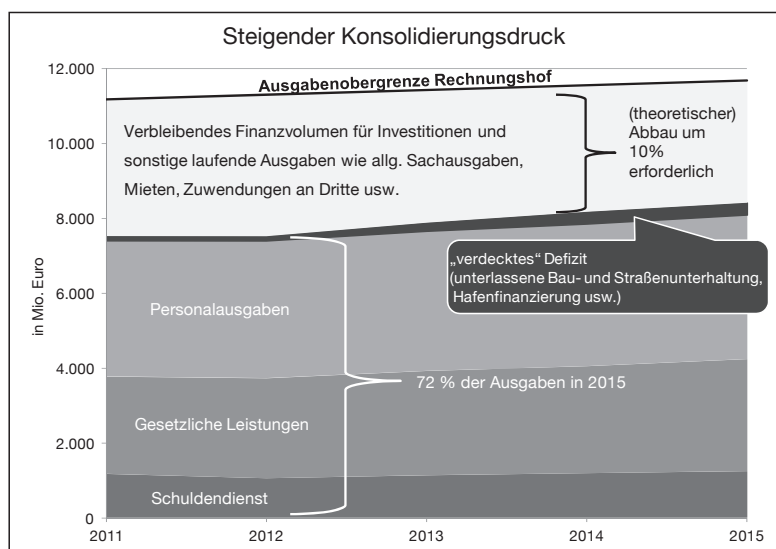 Steigender Konsolidierungsdruck
12.000
10.000
8.000
6.000
4.000
2.000
0
in Mio. Euro
Ausgabenobergrenze Rechnungshof
Verbleibendes Finanzvolumen für Investitionen und
sonstige laufende Ausgaben wie allg. Sachausgaben,
Mieten, Zuwendungen an Dritte usw.
(theoretischer)
Abbau um
10%
erforderlich
„verdecktes“ Defizit
(unterlassene Bau- und Straßenunterhaltung,
Hafenfinanzierung usw.)
Personalausgaben
72 % der Ausgaben in 2015
Gesetzliche Leistungen
Schuldendienst
2011 2012 2013 2014 2015